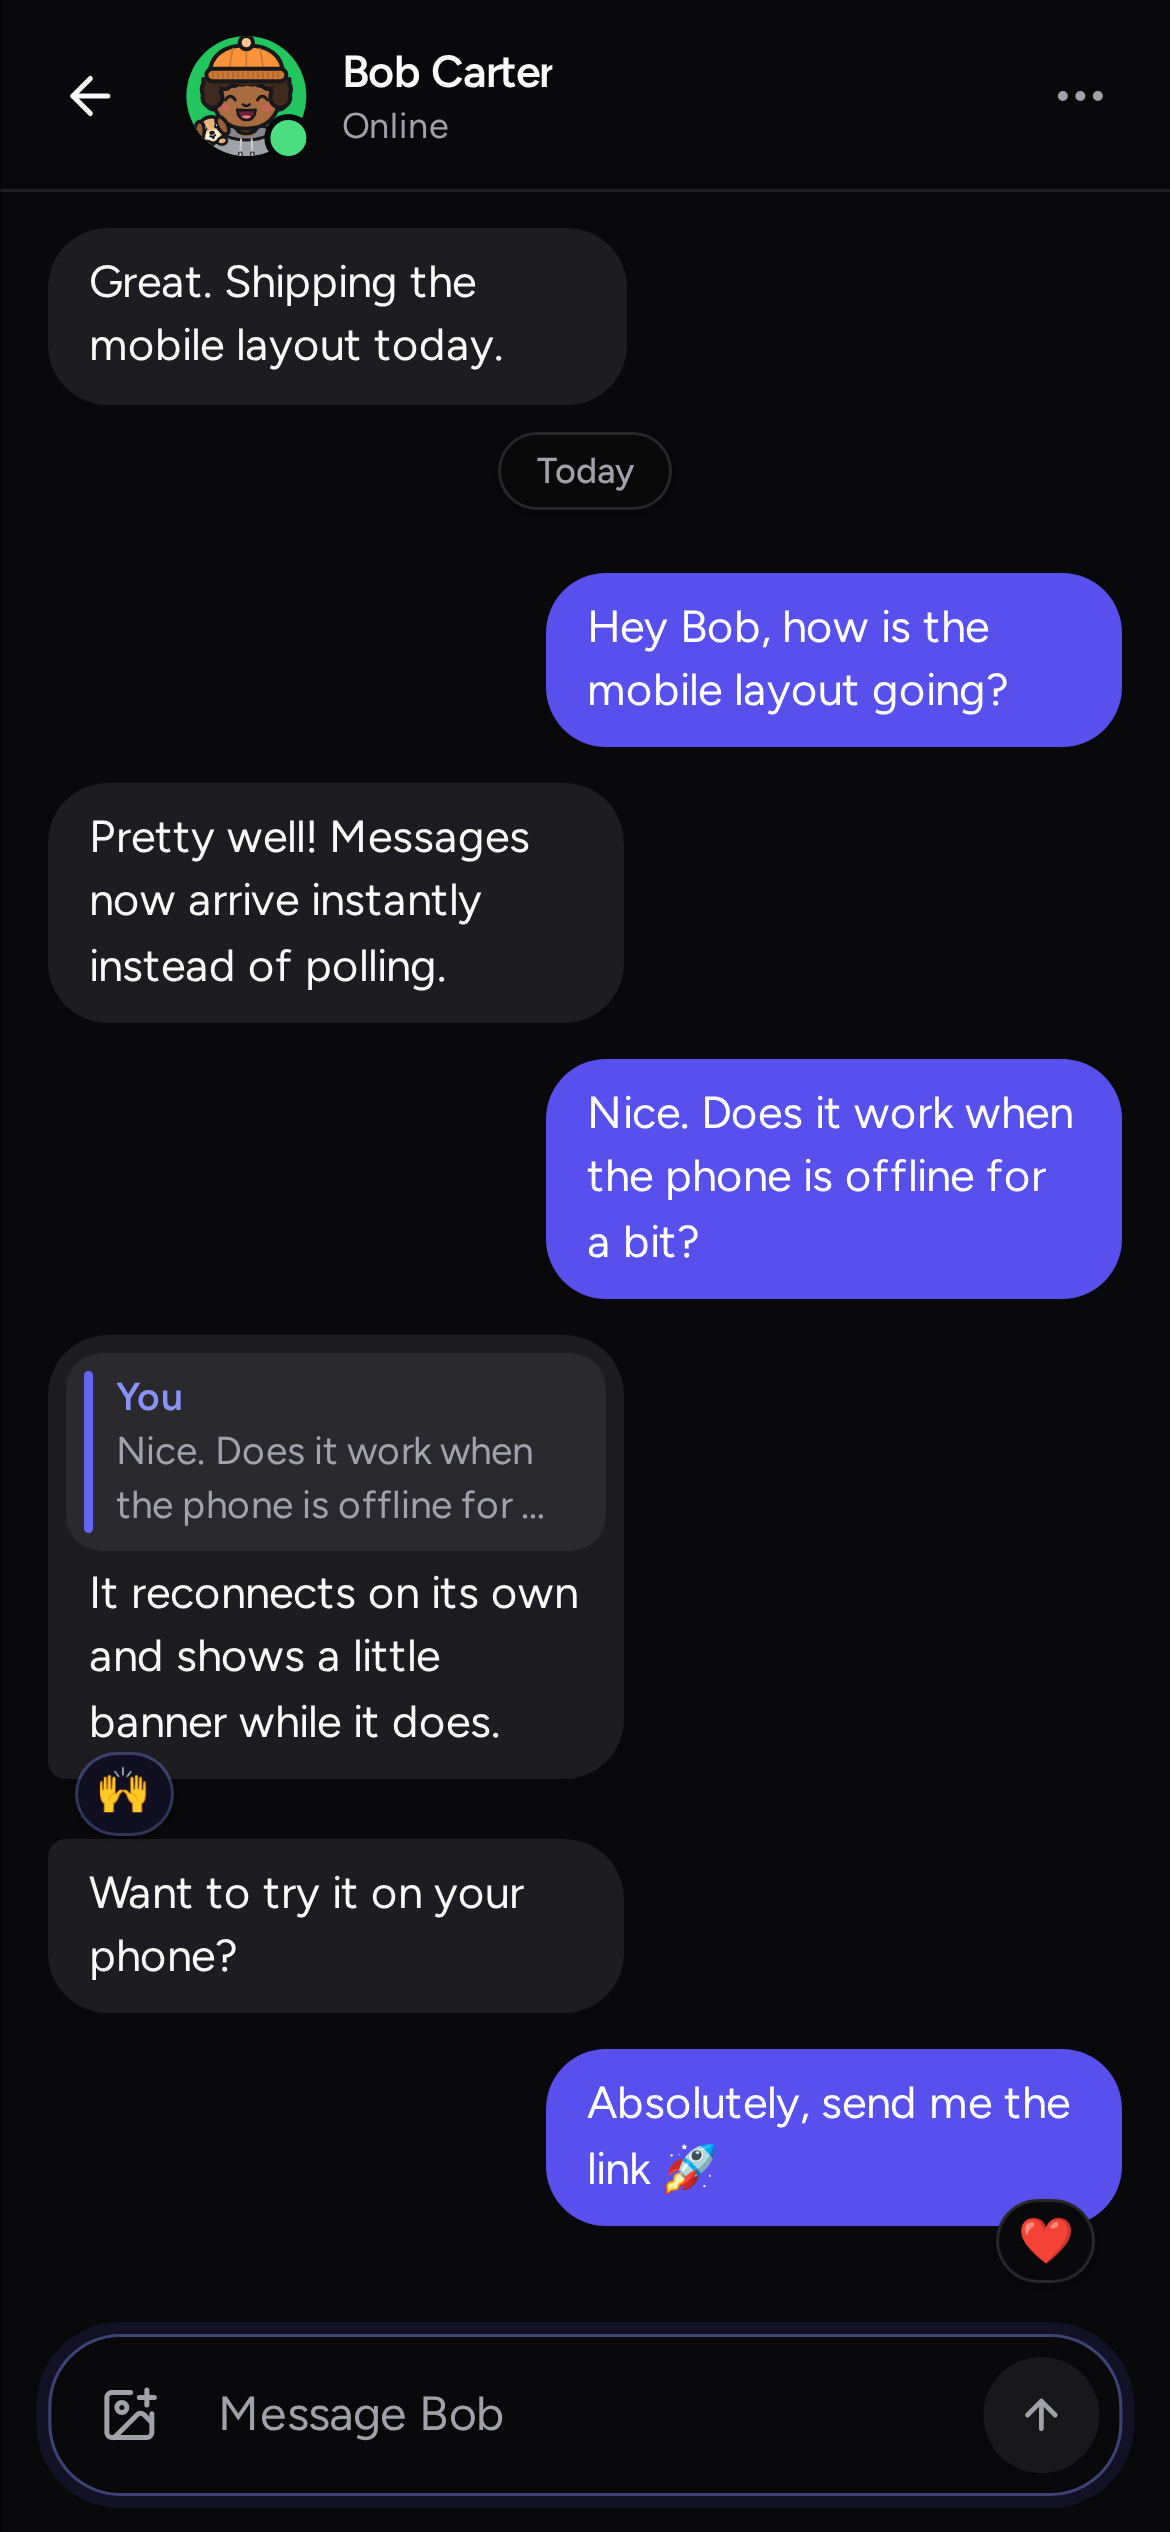 Bob Carter
Online
Great. Shipping the
mobile layout today.
Today
Hey Bob, how is the
mobile layout going?
Pretty well! Messages
now arrive instantly
instead of polling.
Nice. Does it work when
the phone is offline for
a bit?
You
Nice. Does it work when
the phone is offline for ...
It reconnects on its own
and shows a little
banner while it does.
🙌
Want to try it on your
phone?
Absolutely, send me the
link 🚀
❤️
Message Bob